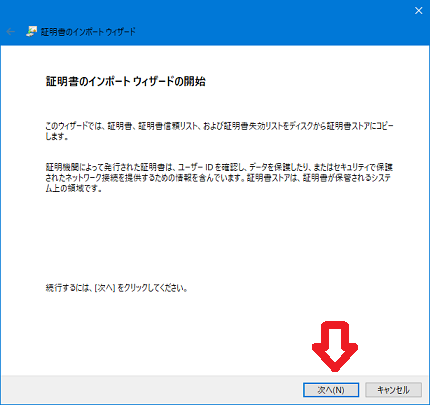 証明書のインポート ウィザード
証明書のインポート ウィザードの開始
このウィザードでは、証明書、証明書信頼リスト、および証明書失効リストをディスクから証明書ストアにコピー
します。
証明機関によって発行された証明書は、ユーザー ID を確認し、データを保護したり、またはセキュリティで保護
されたネットワーク接続を提供するための情報を含んでいます。証明書ストアは、証明書が保管されるシステ
ム上の領域です。
続行するには、[次へ] をクリックしてください。
次へ(N)
キャンセル